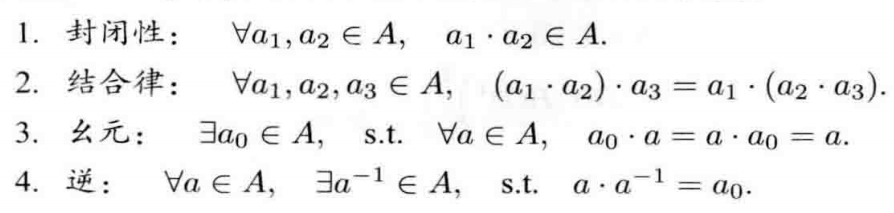 1. 封闭性： ∀a₁, a₂ ∈ A, a₁ · a₂ ∈ A.
2. 结合律： ∀a₁, a₂, a₃ ∈ A, (a₁ · a₂) · a₃ = a₁ · (a₂ · a₃).
3. 幺元： ∃a₀ ∈ A, s.t. ∀a ∈ A, a₀ · a = a · a₀ = a.
4. 逆： ∀a ∈ A, ∃a⁻¹ ∈ A, s.t. a · a⁻¹ = a₀.